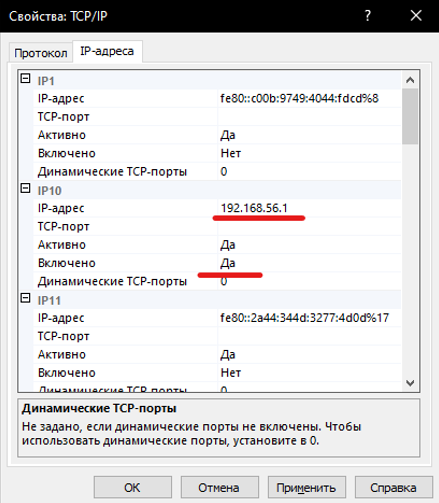 Свойства: TCP/IP
Протокол IP-адреса
IP1
IP-адрес fe80::c00b:9749:4044:fdcd%8
TCP-порт
Активно Да
Включено Нет
Динамические TCP-порты 0
IP10
IP-адрес 192.168.56.1
TCP-порт
Активно Да
Включено Да
Динамические TCP-порты 0
IP11
IP-адрес fe80::2a44:344d:3277:4d0d%17
TCP-порт
Активно Да
Включено Нет
Динамические TCP-порты 0
Динамические TCP-порты
Не задано, если динамические порты не включены. Чтобы
использовать динамические порты, установите в 0.
ОК Отмена Применить Справка